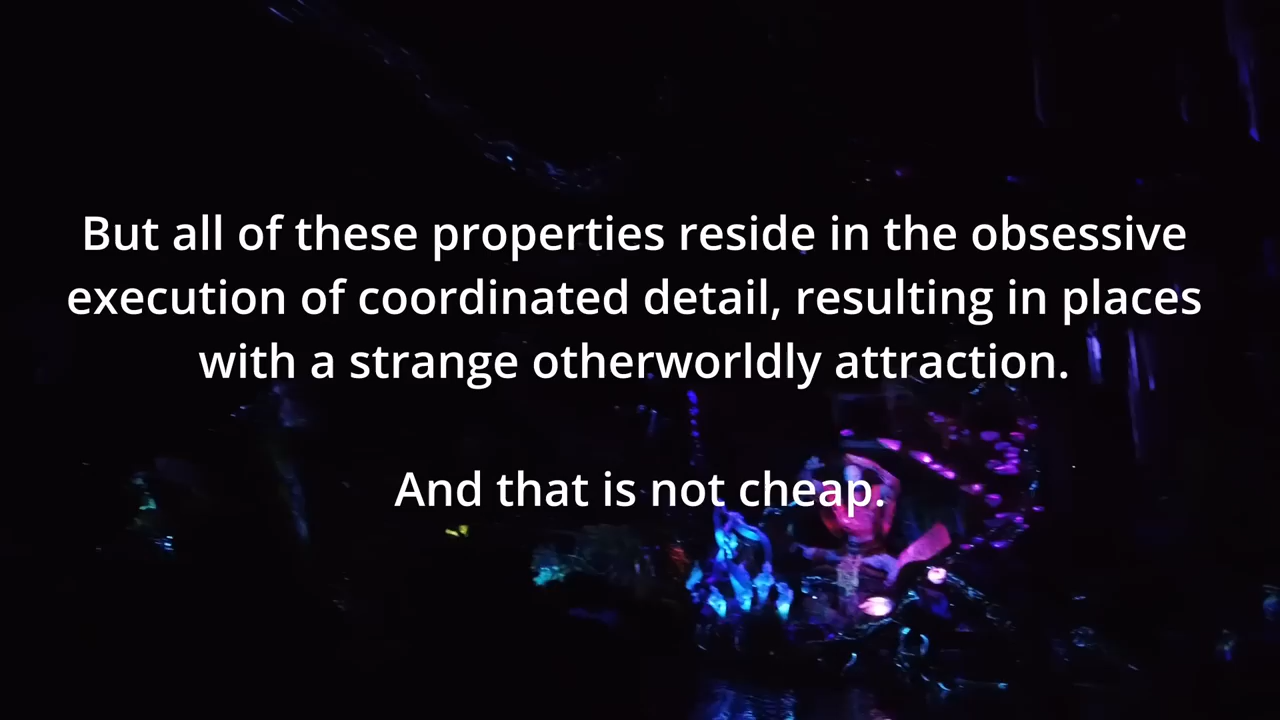 But all of these properties reside in the obsessive
execution of coordinated detail, resulting in places
with a strange otherworldly attraction.
And that is not cheap.